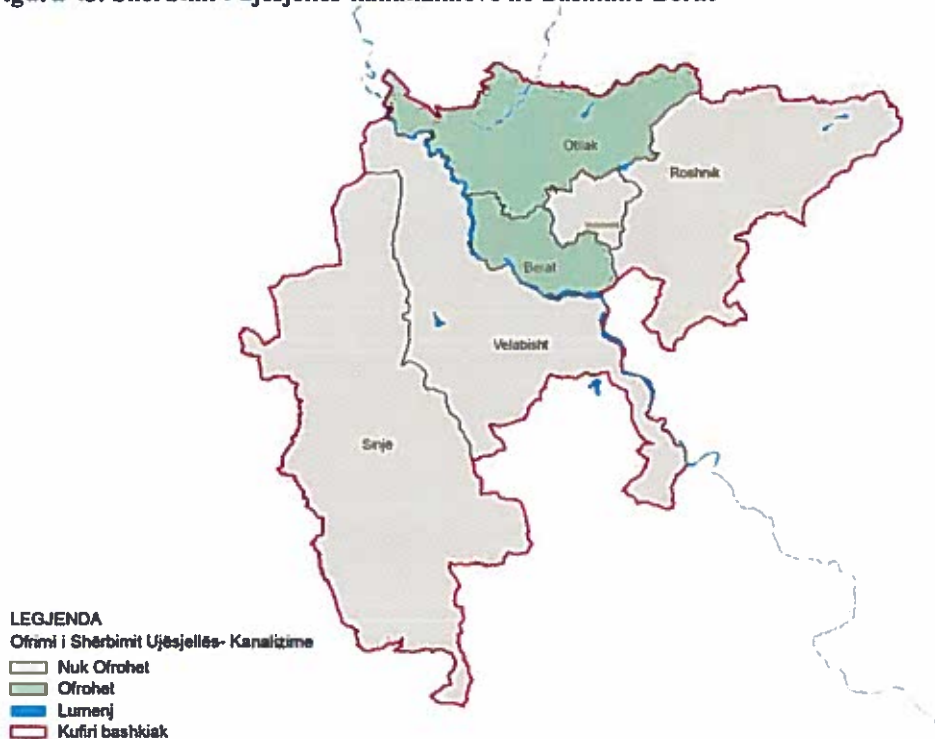 Otllak
Roshnik
Berat
Velabisht
Sinje
LEGJENDA
Ofrimi i Shërbimit Ujësjellës- Kanalizime
Nuk Ofrohet
Ofrohet
Lumenj
Kufiri bashkiak